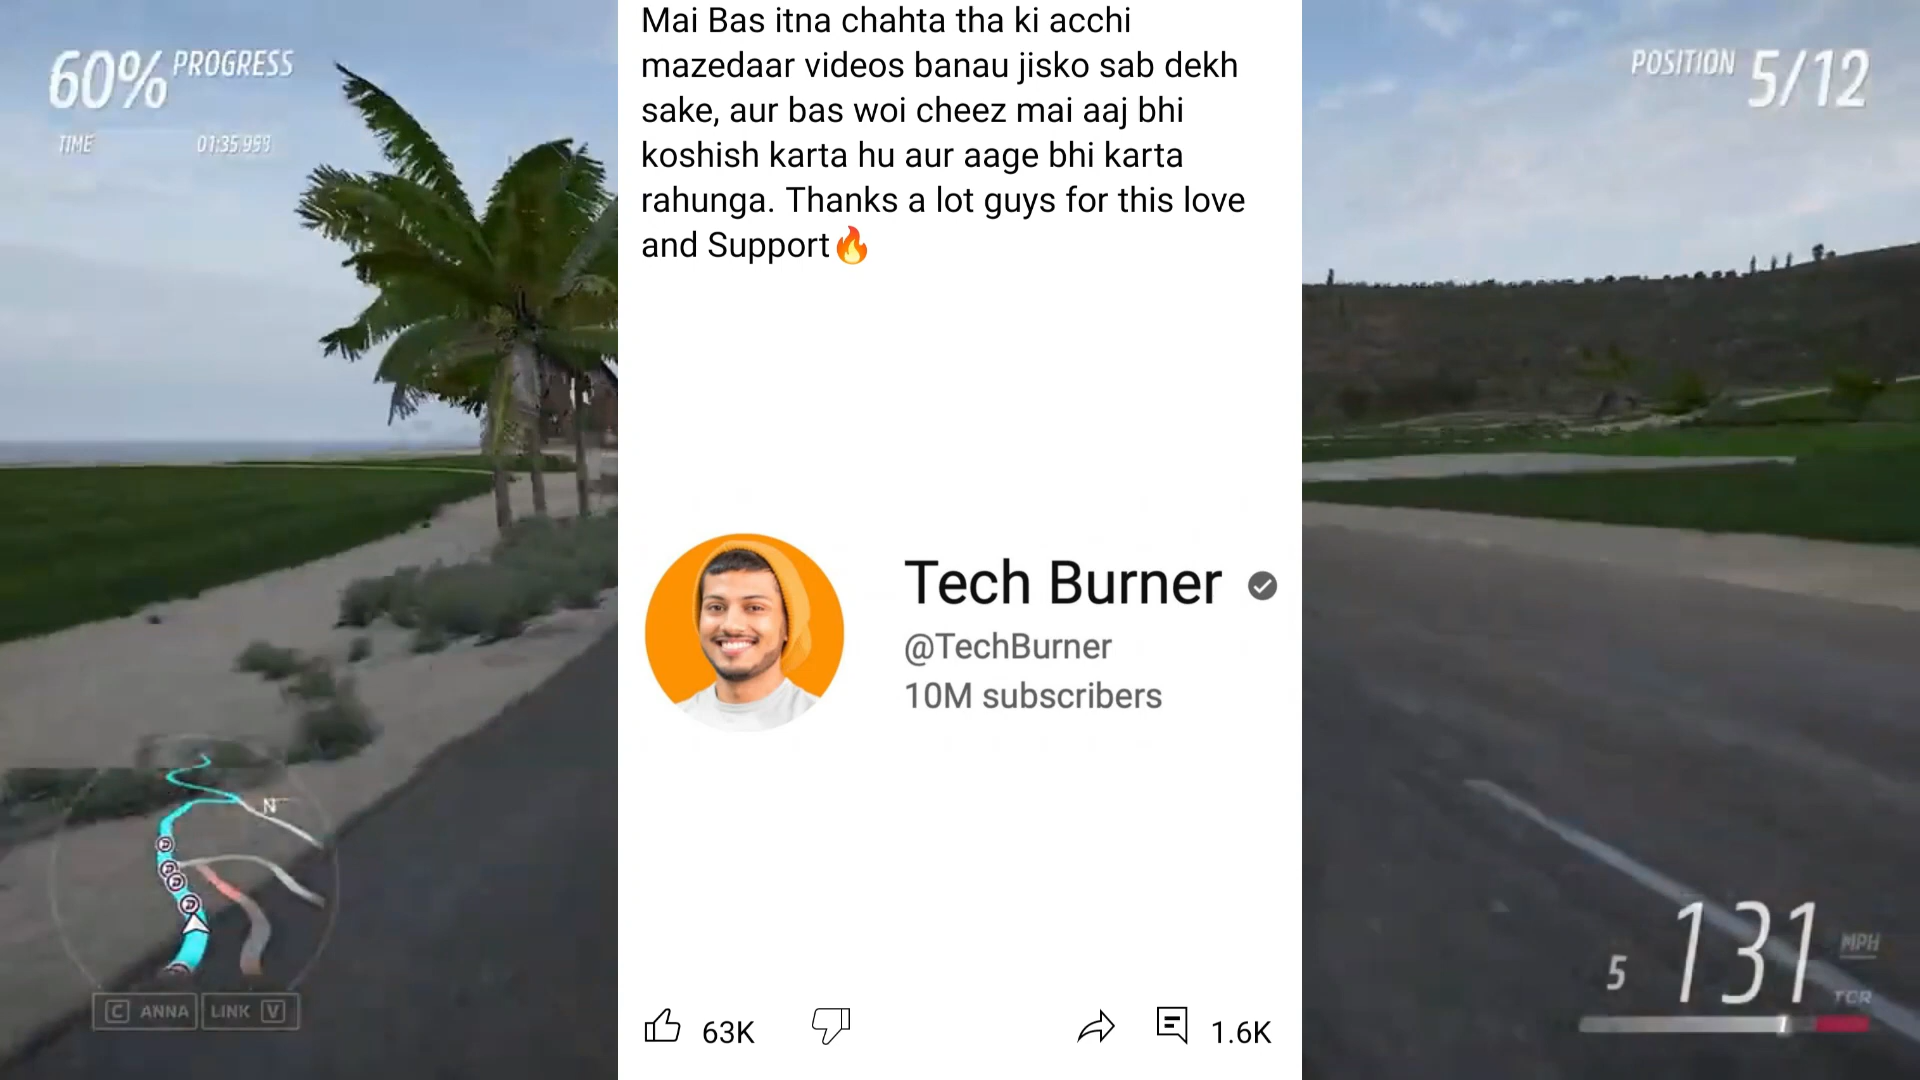 60% PROGRESS
TIME 01:35.959
Mai Bas itna chahta tha ki acchi
mazedaar videos banau jisko sab dekh
sake, aur bas woi cheez mai aaj bhi
koshish karta hu aur aage bhi karta
rahunga. Thanks a lot guys for this love
and Support🔥
POSITION 5/12
Tech Burner
@TechBurner
10M subscribers
N
C ANNA LINK V
63K
1.6K
5 131 MPH
TCR